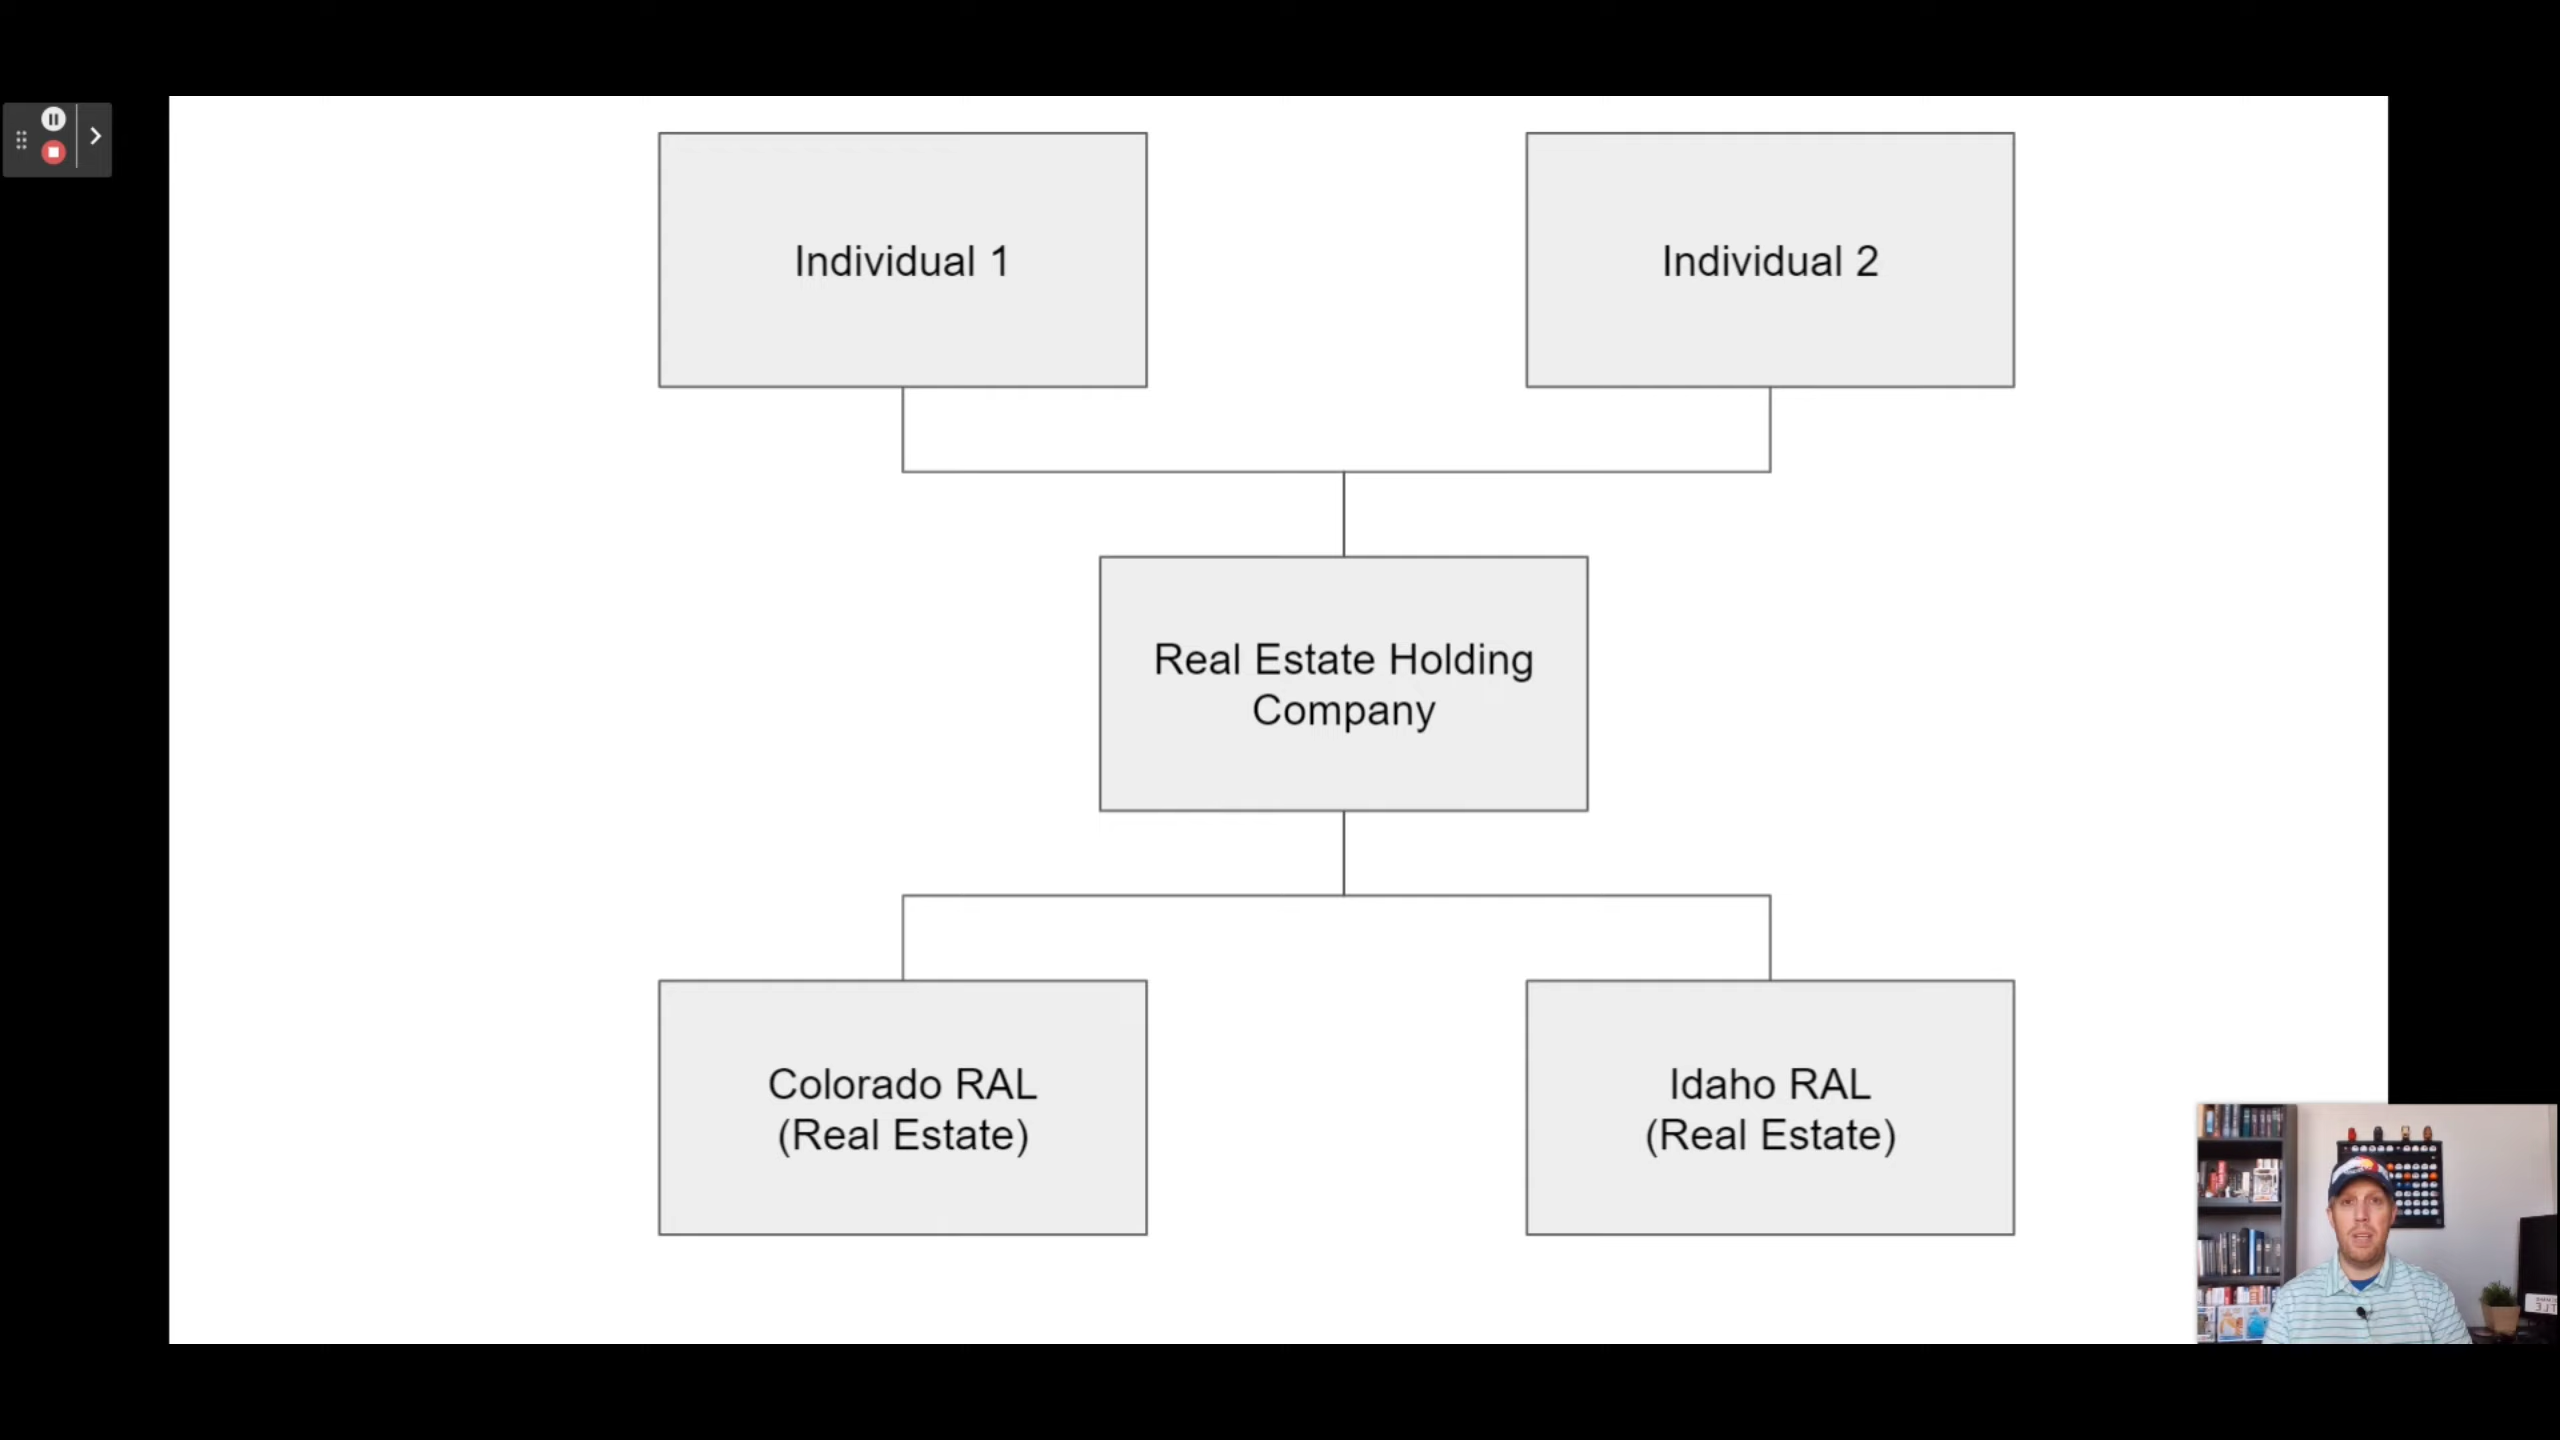 Individual 1
Individual 2
Real Estate Holding
Company
Colorado RAL
(Real Estate)
Idaho RAL
(Real Estate)